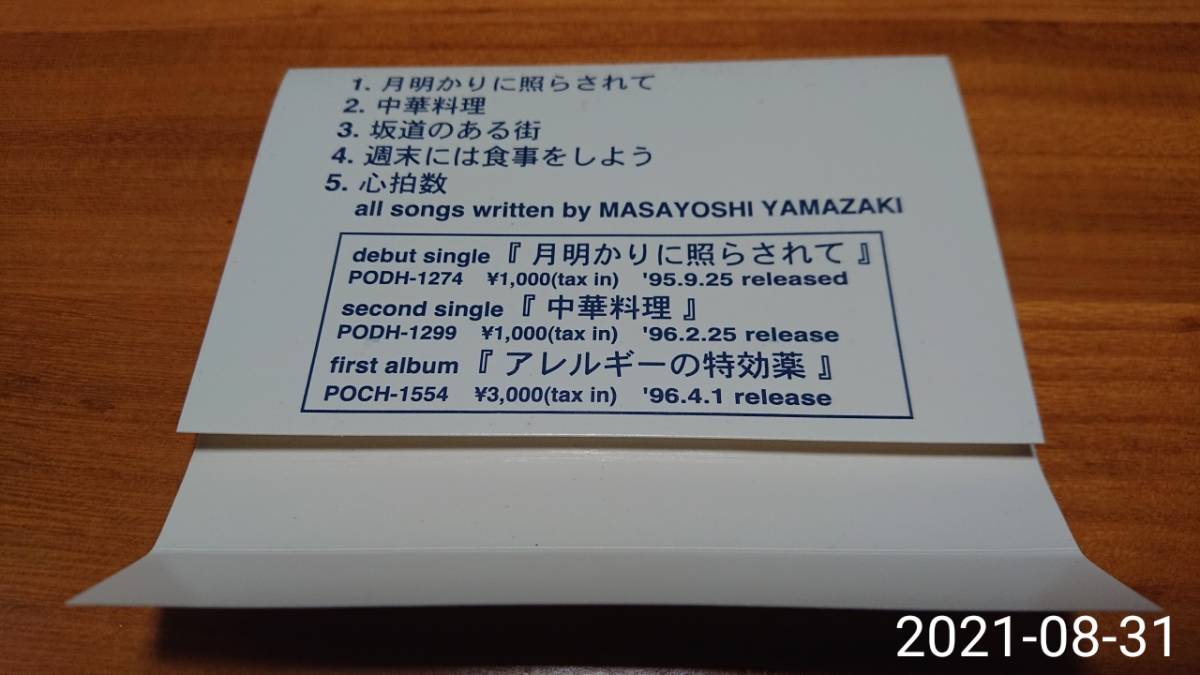 1. 月明かりに照らされて
2. 中華料理
3. 坂道のある街
4. 週末には食事をしよう
5. 心拍数
all songs written by MASAYOSHI YAMAZAKI
debut single『 月明かりに照らされて 』
PODH-1274 ¥1,000(tax in) '95.9.25 released
second single『 中華料理 』
PODH-1299 ¥1,000(tax in) '96.2.25 release
first album『 アレルギーの特効薬 』
POCH-1554 ¥3,000(tax in) '96.4.1 release
2021-08-31